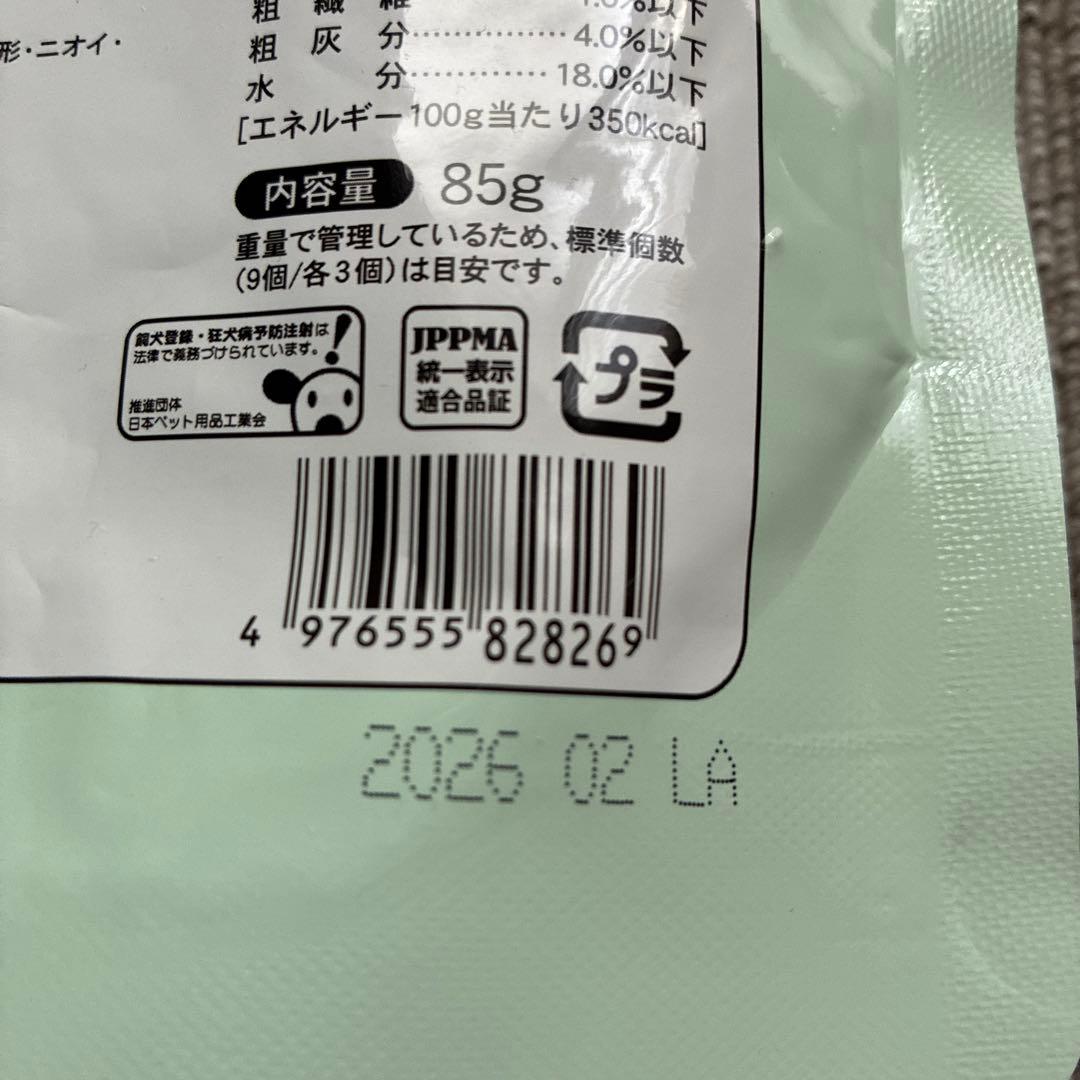 粗 繊 維
以下
形・ニオイ・
粗 灰 分……………4.0%以下
水 分…………18.0%以下
[エネルギー100g当たり350kcal]
内容量 85g
重量で管理しているため、標準個数
(9個/各3個)は目安です。
飼犬登録・狂犬病予防注射は
法律で義務づけられています。
!
推進団体
日本ペット用品工業会
JPPMA
統一表示
適合品証
プラ
4 976555 828269
2026 02 LA